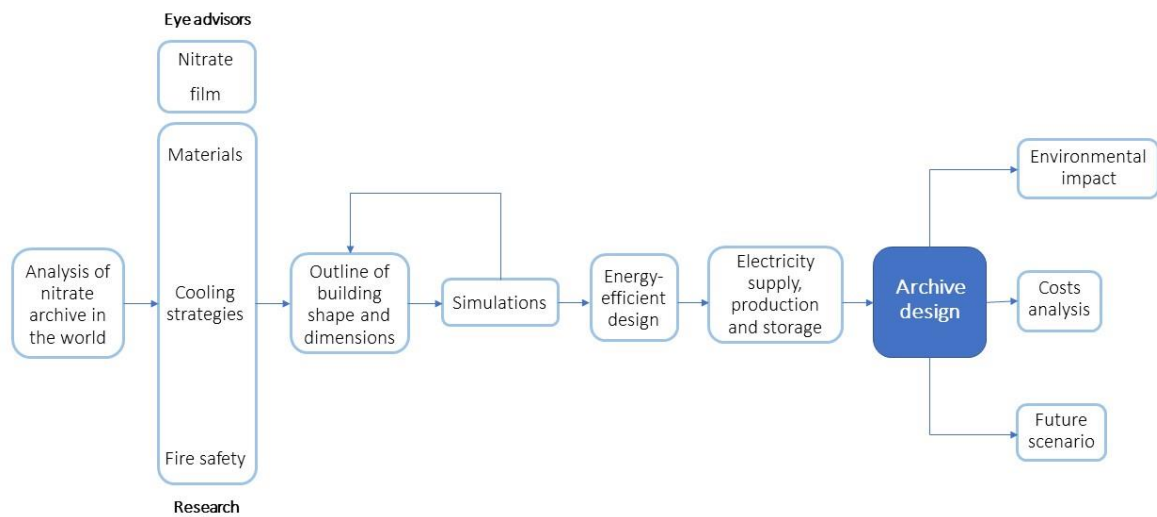 Eye advisors
Nitrate
film
Materials
Cooling
strategies
Fire safety
Research
Analysis of
nitrate
archive in
the world
Outline of
building
shape and
dimensions
Simulations
Energy-
efficient
design
Electricity
supply,
production
and storage
Archive
design
Environmental
impact
Costs
analysis
Future
scenario